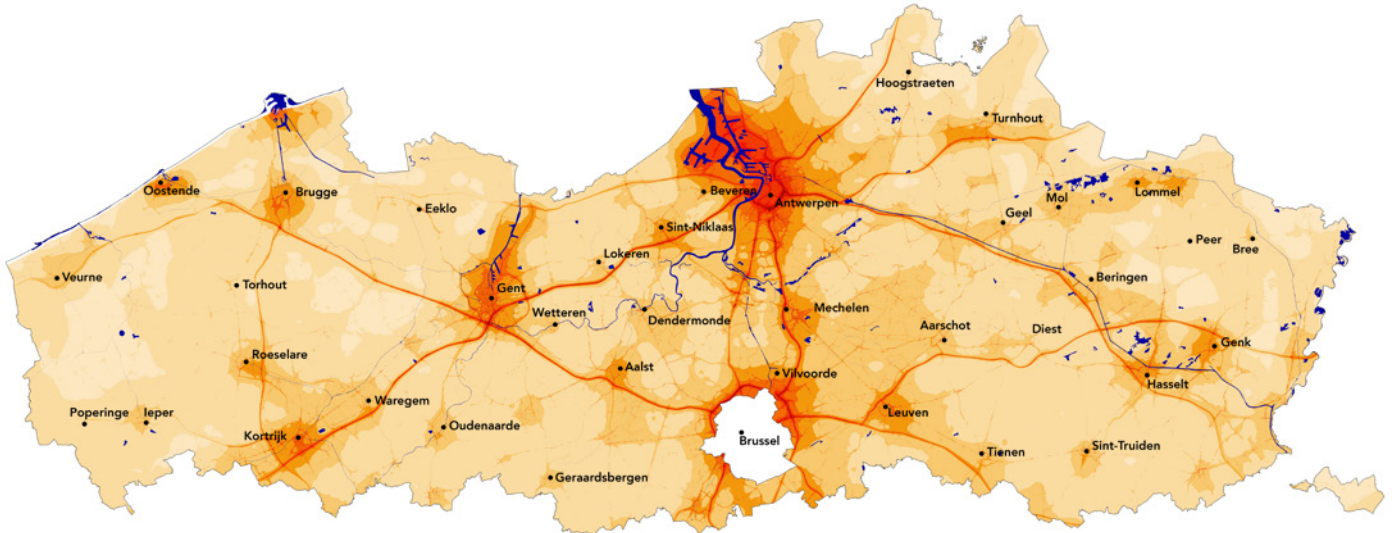 Hoogstraeten
Turnhout
Oostende
Brugge
Eeklo
Beveren
Antwerpen
Mol
Lommel
Geel
Sint-Niklaas
Peer
Bree
Lokeren
Veurne
Torhout
Gent
Beringen
Wetteren
Dendermonde
Mechelen
Aarschot
Diest
Roeselare
Aalst
Vilvoorde
Genk
Hasselt
Poperinge
Ieper
Waregem
Leuven
Kortrijk
Oudenaarde
Brussel
Tienen
Sint-Truiden
Geraardsbergen